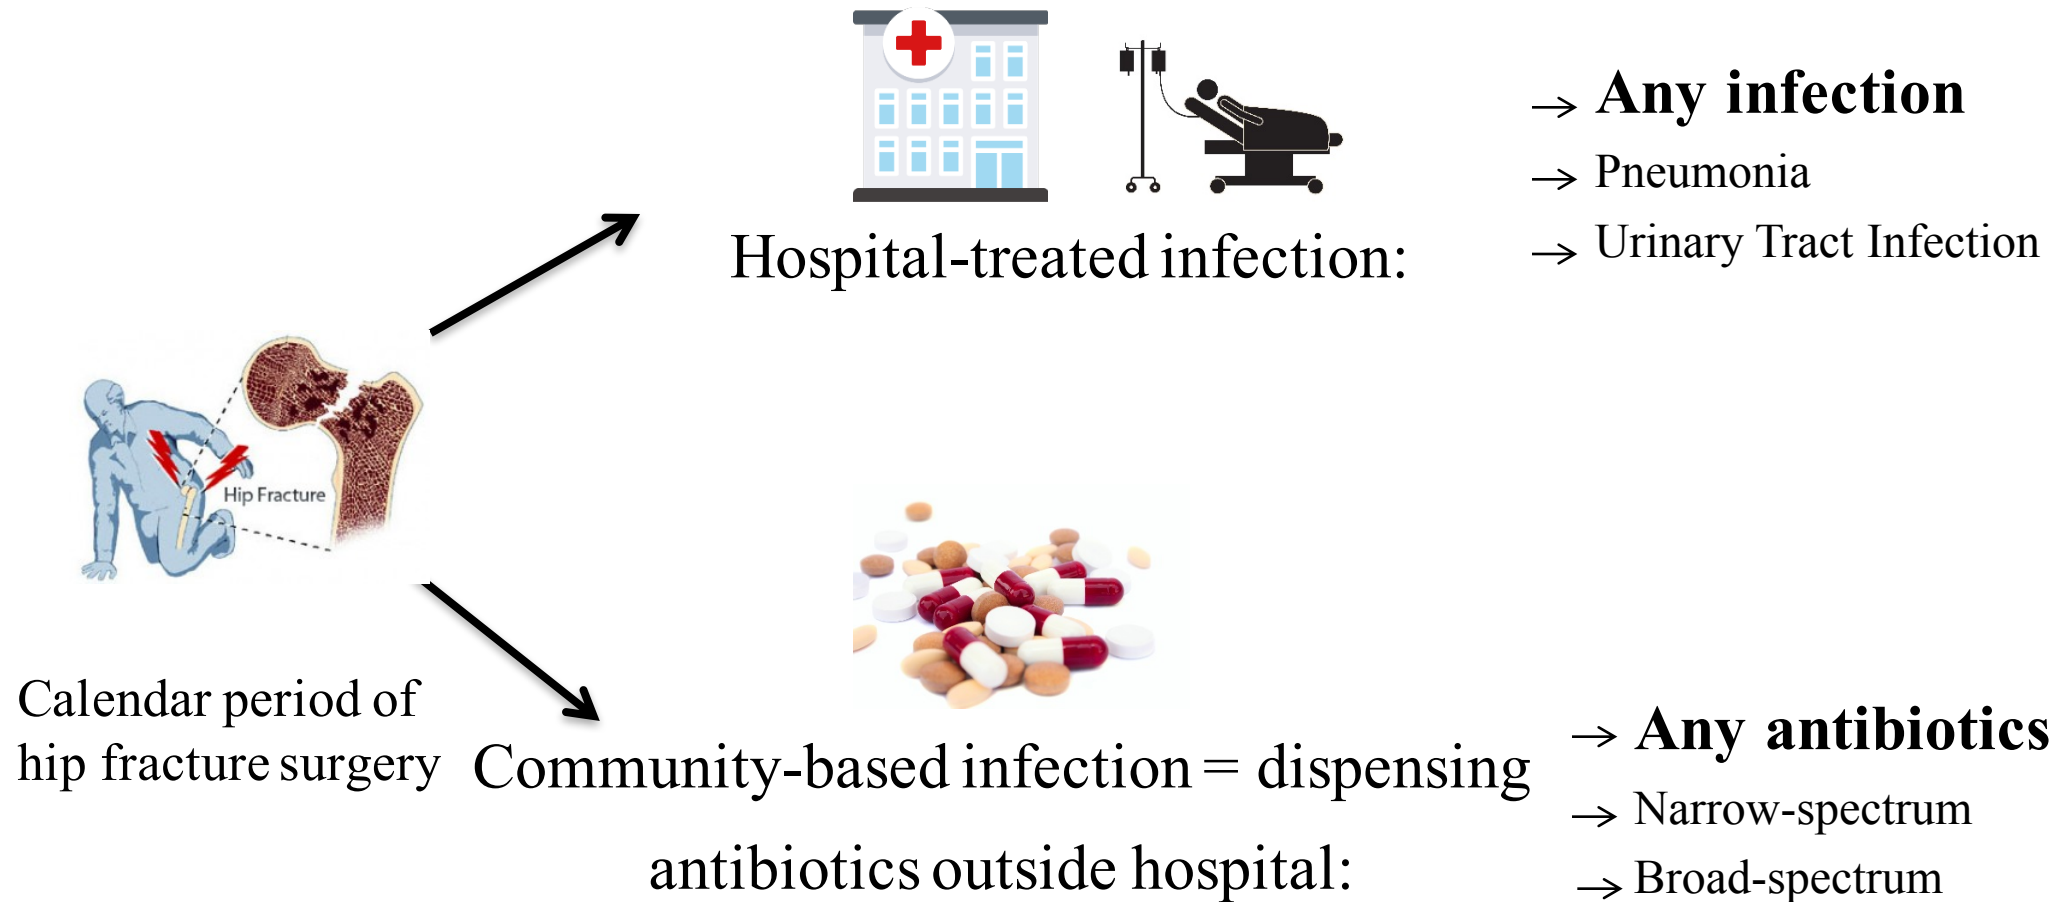 Hospital-treated infection:
→ Any infection
→ Pneumonia
→ Urinary Tract Infection
Hip Fracture
Calendar period of
hip fracture surgery
Community-based infection = dispensing
antibiotics outside hospital:
→ Any antibiotics
→ Narrow-spectrum
→ Broad-spectrum